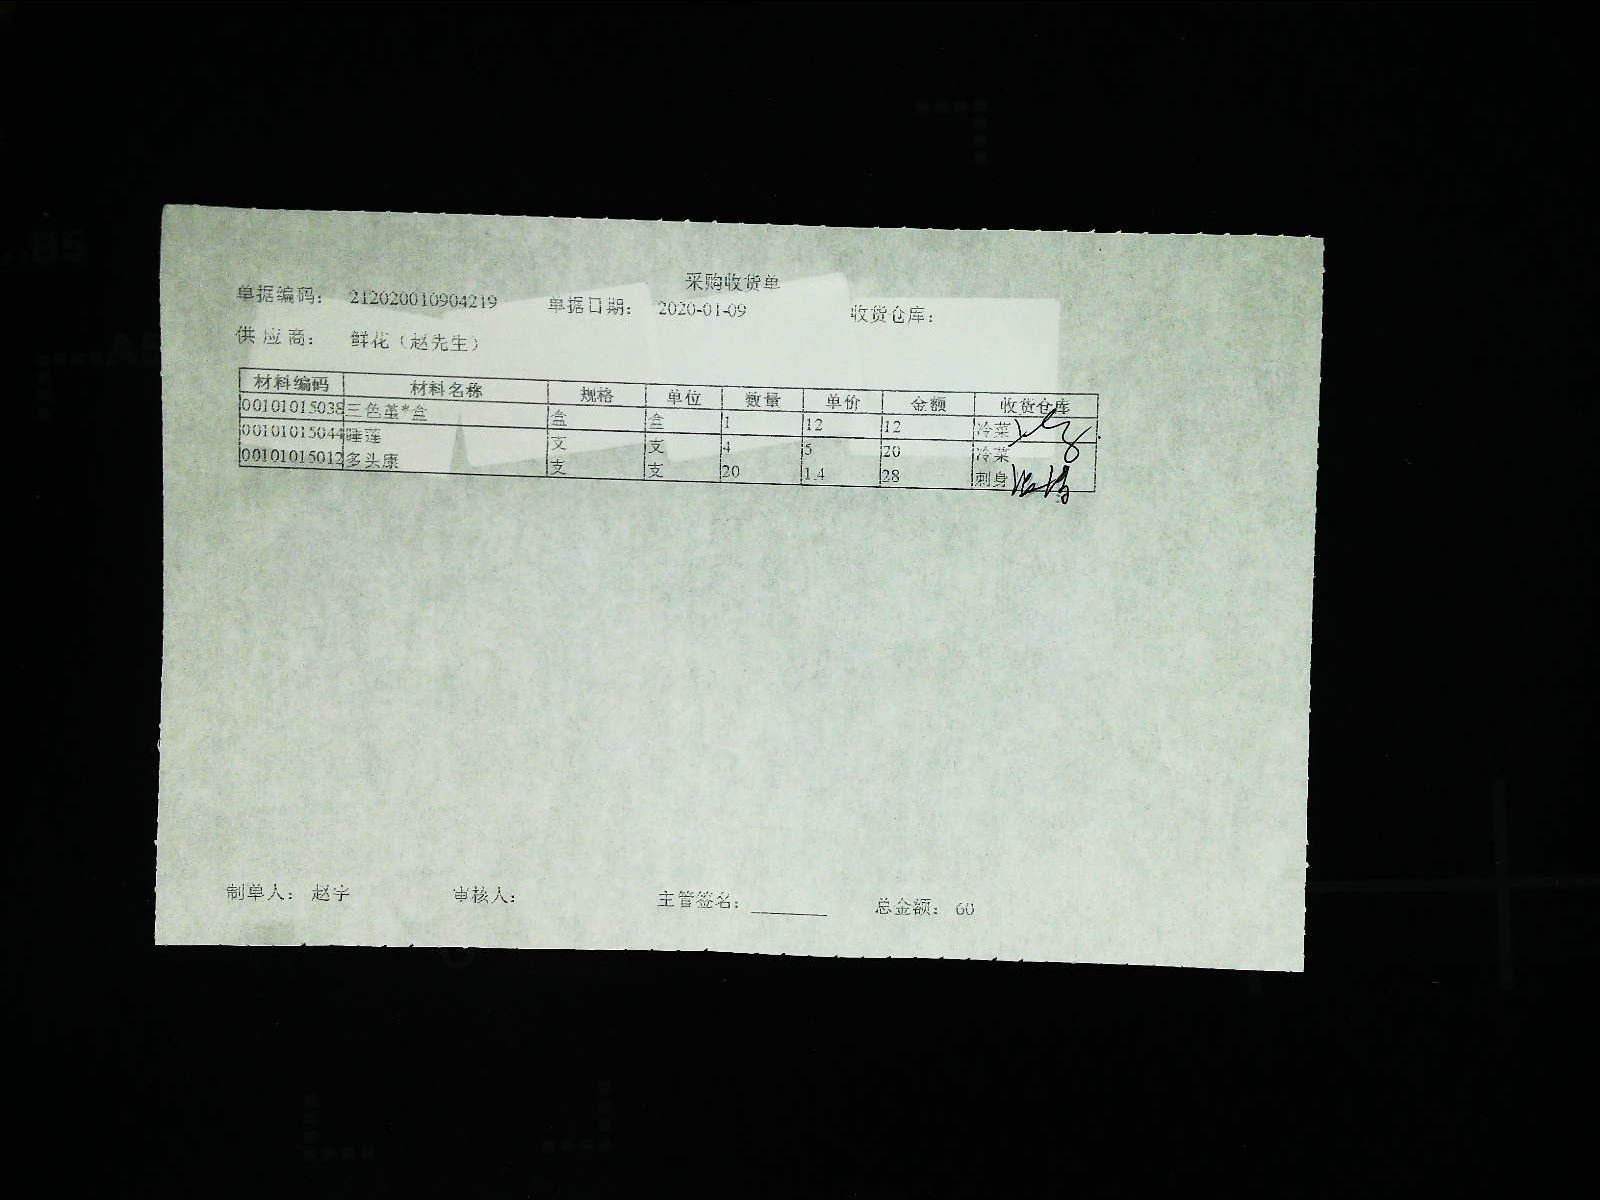 采购收货单
单据编码： 212020010904219 单据日期： 2020-01-09 收货仓库：
供应商： 鲜花（赵先生）
材料编码 材料名称 规格 单位 数量 单价 金额 收货仓库
00101015038 三色堇*盒 盒 盒 1 12 12 冷菜
00101015044 睡莲 支 支 4 5 20 冷菜
00101015012 多头康 支 支 20 1.4 28 刺身
制单人： 赵宇 审核人： 主管签名： 总金额： 60